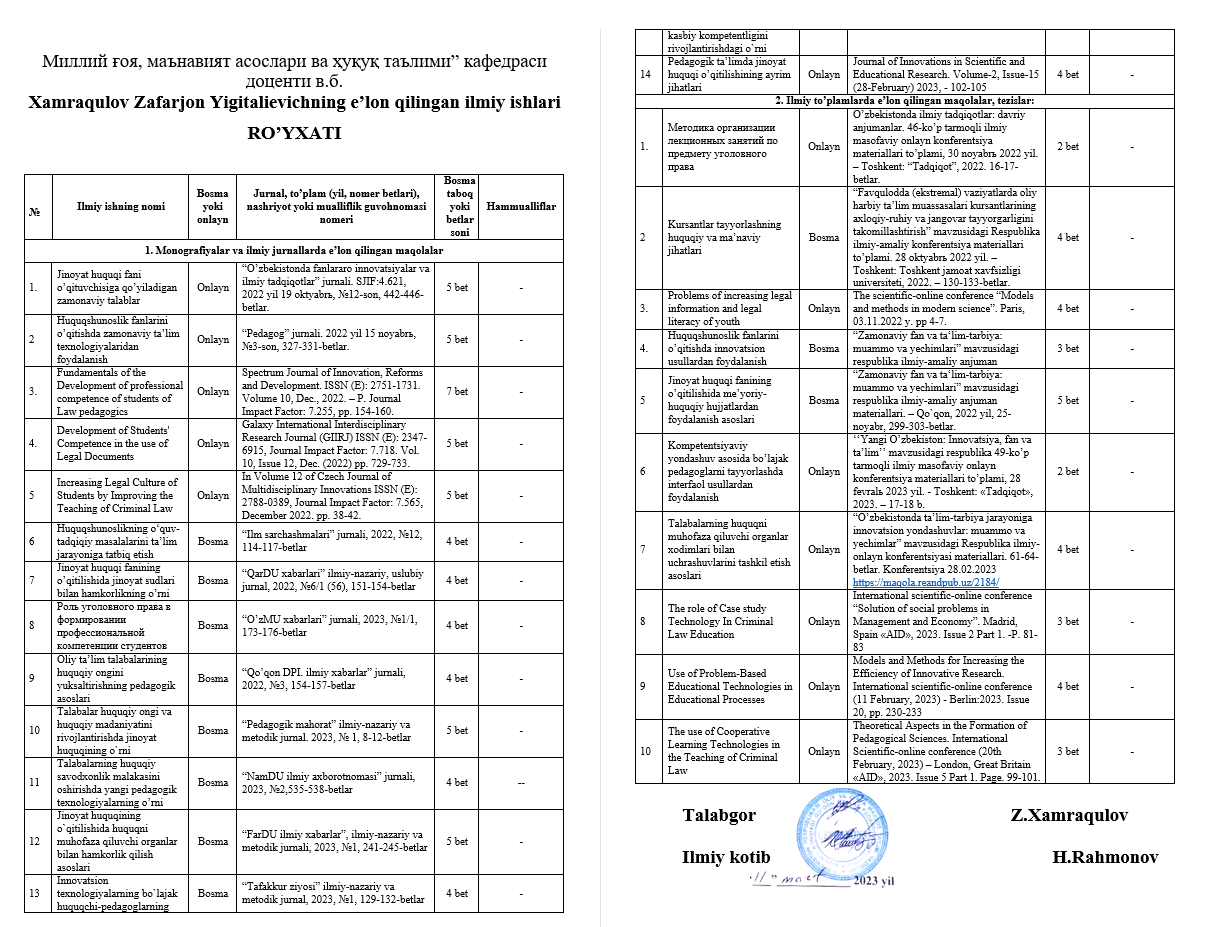 Миллий ғоя, маънавият асослари ва ҳуқуқ таълими” кафедраси
доценти в.б.
Xamraqulov Zafarjon Yigitalievichning e’lon qilingan ilmiy ishlari
RO’YXATI
№
Ilmiy ishning nomi
Bosma
yoki
onlayn
Jurnal, to’plam (yil, nomer betlari),
nashriyot yoki mualliflik guvohnomasi
nomeri
Bosma
taboq
yoki
betlar
soni
Hammualliflar
1. Monografiyalar va ilmiy jurnallarda e’lon qilingan maqolalar
1.
Jinoyat huquqi fani
o’qituvchisiga qo’yiladigan
zamonaviy talablar
Onlayn
“O’zbekistonda fanlararo innovatsiyalar va
ilmiy tadqiqotlar” jurnali. SJIF:4.621,
2022 yil 19 oktyabrь, №12-son, 442-446-
betlar.
5 bet
-
2
Huquqshunoslik fanlarini
o’qitishda zamonaviy ta’lim
texnologiyalaridan
foydalanish
Onlayn
“Pedagog” jurnali. 2022 yil 15 noyabrь,
№3-son, 327-331-betlar.
5 bet
-
3.
Fundamentals of the
Development of professional
competence of students of
Law pedagogics
Onlayn
Spectrum Journal of Innovation, Reforms
and Development. ISSN (E): 2751-1731.
Volume 10, Dec., 2022. – P. Journal
Impact Factor: 7.255, pp. 154-160.
7 bet
-
4.
Development of Students'
Competence in the use of
Legal Documents
Onlayn
Galaxy International Interdisciplinary
Research Journal (GIIRJ) ISSN (E): 2347-
6915, Journal Impact Factor: 7.718. Vol.
10, Issue 12, Dec. (2022) pp. 729-733.
5 bet
-
5
Increasing Legal Culture of
Students by Improving the
Teaching of Criminal Law
Onlayn
In Volume 12 of Czech Journal of
Multidisciplinary Innovations ISSN (E):
2788-0389, Journal Impact Factor: 7.565,
December 2022. pp. 38-42.
5 bet
-
6
Huquqshunoslikning o‘quv-
tadqiqiy masalalarini ta’lim
jarayoniga tatbiq etish
Bosma
“Ilm sarchashmalari” jurnali, 2022, №12,
114-117-betlar
4 bet
-
7
Jinoyat huquqi fanining
o’qitilishida jinoyat sudlari
bilan hamkorlikning o’rni
Bosma
“QarDU xabarlari” ilmiy-nazariy, uslubiy
jurnal, 2022, №6/1 (56), 151-154-betlar
4 bet
-
8
Роль уголовного права в
формировании
профессиональной
компетенции студентов
Bosma
“O’zMU xabarlari” jurnali, 2023, №1/1,
173-176-betlar
4 bet
-
9
Oliy ta’lim talabalarining
huquqiy ongini
yuksaltirishning pedagogik
asoslari
Bosma
“Qo’qon DPI. ilmiy xabarlar” jurnali,
2022, №3, 154-157-betlar
4 bet
-
10
Talabalar huquqiy ongi va
huquqiy madaniyatini
rivojlantirishda jinoyat
huquqining o`rni
Bosma
“Pedagogik mahorat” ilmiy-nazariy va
metodik jurnal. 2023, № 1, 8-12-betlar
5 bet
-
11
Talabalarning huquqiy
savodxonlik malakasini
oshirishda yangi pedagogik
texnologiyalarning o’rni
Bosma
“NamDU ilmiy axborotnomasi” jurnali,
2023, №2,535-538-betlar
4 bet
--
12
Jinoyat huquqining
o`qitilishida huquqni
muhofaza qiluvchi organlar
bilan hamkorlik qilish
asoslari
Bosma
“FarDU ilmiy xabarlar”, ilmiy-nazariy va
metodik jurnali, 2023, №1, 241-245-betlar
5 bet
-
13
Innovatsion
texnologiyalarning bo`lajak
huquqchi-pedagoglarning
Bosma
“Tafakkur ziyosi” ilmiy-nazariy va
metodik jurnal, 2023, №1, 129-132-betlar
4 bet
-
kasbiy kompetentligini
rivojlantirishdagi o`rni
14
Pedagogik ta’limda jinoyat
huquqi o’qitilishining ayrim
jihatlari
Onlayn
Journal of Innovations in Scientific and
Educational Research. Volume-2, Issue-15
(28-February) 2023, - 102-105
4 bet
-
2. Ilmiy to’plamlarda e’lon qilingan maqolalar, tezislar:
1.
Методика организации
лекционных занятий по
предмету уголовного
права
Onlayn
O’zbekistonda ilmiy tadqiqotlar: davriy
anjumanlar. 46-ko’p tarmoqli ilmiy
masofaviy onlayn konferentsiya
materiallari to’plami, 30 noyabrь 2022 yil.
– Toshkent: “Tadqiqot”, 2022. 16-17-
betlar.
2 bet
-
2
Kursantlar tayyorlashning
huquqiy va ma’naviy
jihatlari
Bosma
“Favqulodda (ekstremal) vaziyatlarda oliy
harbiy ta’lim muassasalari kursantlarining
axloqiy-ruhiy va jangovar tayyorgarligini
takomillashtirish” mavzusidagi Respublika
ilmiy-amaliy konferentsiya materiallari
to’plami. 28 oktyabrь 2022 yil. –
Toshkent: Toshkent jamoat xavfsizligi
universiteti, 2022. – 130-133-betlar.
4 bet
-
3.
Problems of increasing legal
information and legal
literacy of youth
Onlayn
The scientific-online conference “Models
and methods in modern science”. Paris,
03.11.2022 y. pp 4-7.
4 bet
-
4.
Huquqshunoslik fanlarini
o’qitishda innovatsion
usullardan foydalanish
Bosma
“Zamonaviy fan va ta‘lim-tarbiya:
muammo va yechimlari” mavzusidagi
respublika ilmiy-amaliy anjuman
3 bet
-
5
Jinoyat huquqi fanining
o’qitilishida me’yoriy-
huquqiy hujjatlardan
foydalanish asoslari
Bosma
“Zamonaviy fan va ta‘lim-tarbiya:
muammo va yechimlari” mavzusidagi
respublika ilmiy-amaliy anjuman
materiallari. – Qo`qon, 2022 yil, 25-
noyabr, 299-303-betlar.
5 bet
-
6
Kompetentsiyaviy
yondashuv asosida bo’lajak
pedagoglarni tayyorlashda
interfaol usullardan
foydalanish
Onlayn
‘‘Yangi O’zbekiston: Innovatsiya, fan va
ta’lim’’ mavzusidagi respublika 49-ko’p
tarmoqli ilmiy masofaviy onlayn
konferentsiya materiallari to’plami, 28
fevralь 2023 yil. - Toshkent: «Tadqiqot»,
2023. – 17-18 b.
2 bet
-
7
Talabalarning huquqni
muhofaza qiluvchi organlar
xodimlari bilan
uchrashuvlarini tashkil etish
asoslari
Onlayn
“O’zbekistonda ta’lim-tarbiya jarayoniga
innovatsion yondashuvlar: muammo va
yechimlar” mavzusidagi Respublika ilmiy-
onlayn konferentsiyasi materiallari. 61-64-
betlar. Konferentsiya 28.02.2023
https://maqola.reandpub.uz/2184/
4 bet
-
8
The role of Case study
Technology In Criminal
Law Education
Onlayn
International scientific-online conference
“Solution of social problems in
Management and Economy”. Madrid,
Spain «AID», 2023. Issue 2 Part 1. -P. 81-
83
3 bet
-
9
Use of Problem-Based
Educational Technologies in
Educational Processes
Onlayn
Models and Methods for Increasing the
Efficiency of Innovative Research.
International scientific-online conference
(11 February, 2023) - Berlin:2023. Issue
20, pp. 230-233
4 bet
-
10
The use of Cooperative
Learning Technologies in
the Teaching of Criminal
Law
Onlayn
Theoretical Aspects in the Formation of
Pedagogical Sciences. International
Scientific-online conference (20th
February, 2023) – London, Great Britain
«AID», 2023. Issue 5 Part 1. Page. 99-101.
3 bet
-
Talabgor
Z.Xamraqulov
Ilmiy kotib
H.Rahmonov
"11" март 2023 yil